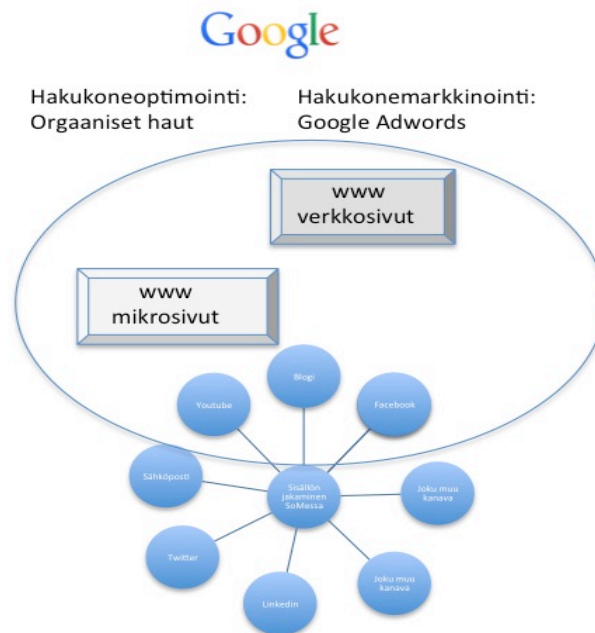 Google
Hakukoneoptimointi:
Orgaaniset haut
Hakukonemarkkinointi:
Google Adwords
www
verkkosivut
www
mikrosivut
Blogi
Youtube
Facebook
Sähköposti
Sisällön
jakaminen
SoMessa
Joku muu
kanava
Twitter
Joku muu
kanava
Linkedin